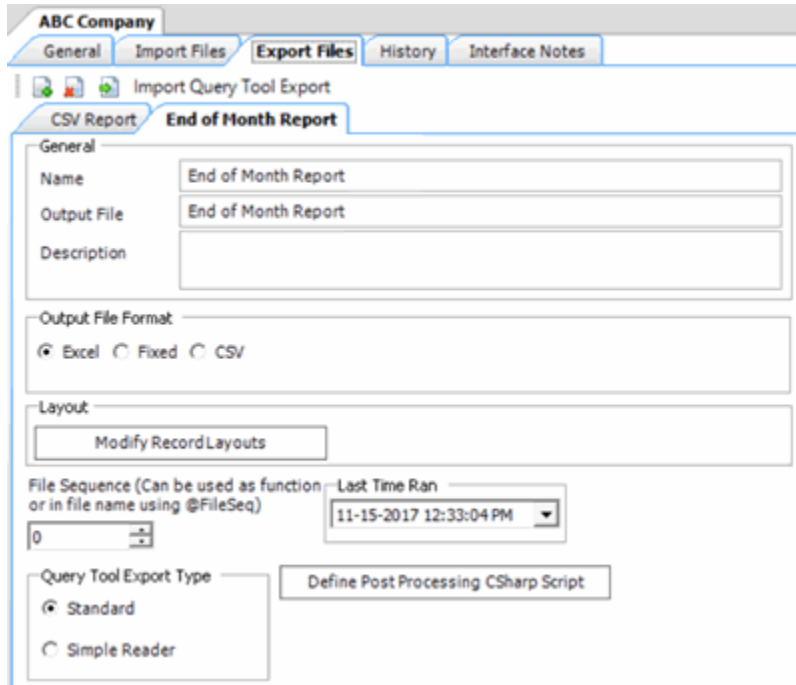 ABC Company
General Import Files Export Files History Interface Notes
Import Query Tool Export
CSV Report End of Month Report
General
Name End of Month Report
Output File End of Month Report
Description
Output File Format
Excel Fixed CSV
Layout
Modify Record Layouts
File Sequence (Can be used as function
or in file name using @FileSeq)
0
Last Time Ran
11-15-2017 12:33:04 PM
Query Tool Export Type
Standard
Simple Reader
Define Post Processing CSharp Script